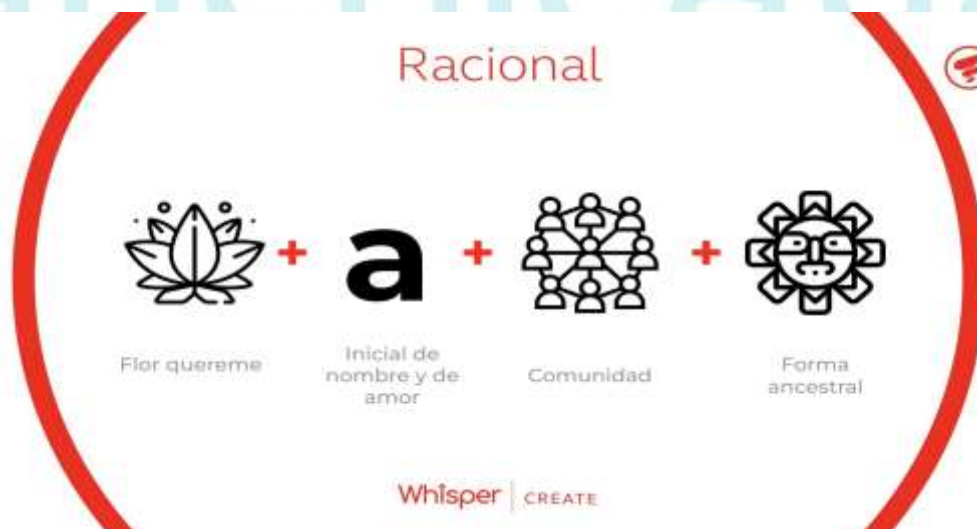 Racional
+ a + +
Flor quereme
Inicial de
nombre y de
amor
Comunidad
Forma
ancestral
Whisper | CREATE